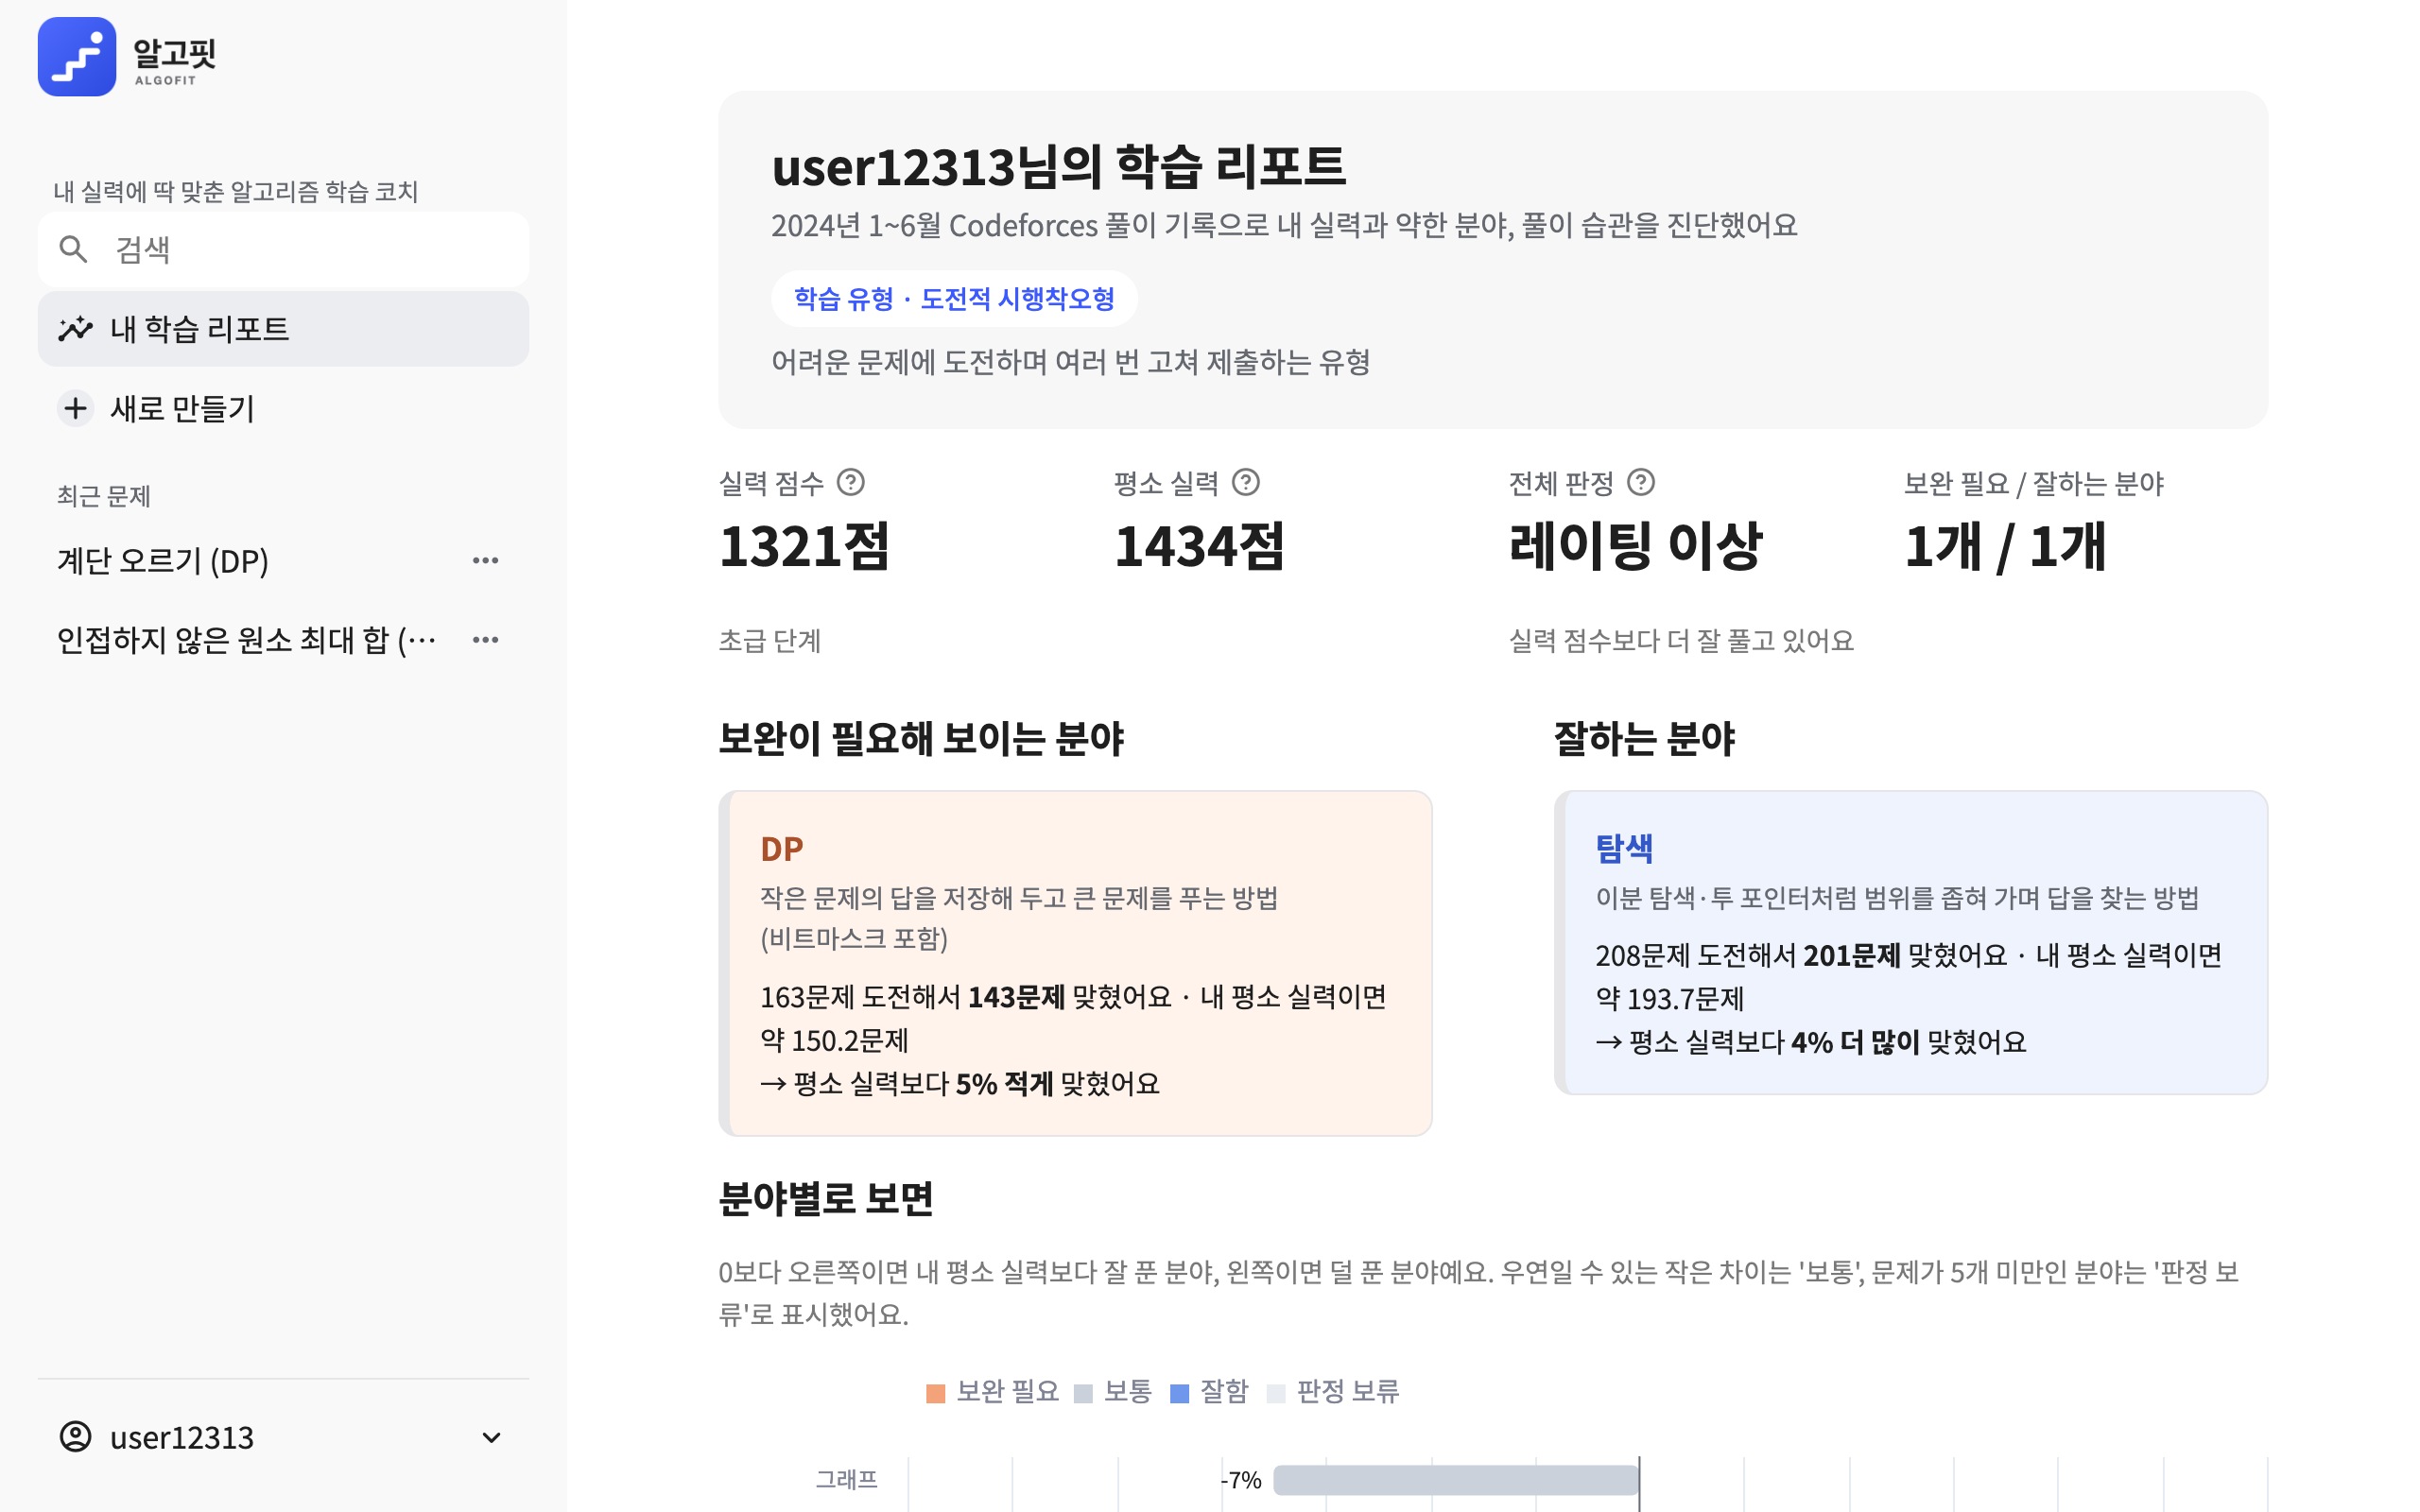 알고핏
ALGOFIT
내 실력에 딱 맞춘 알고리즘 학습 코치
검색
내 학습 리포트
새로 만들기
최근 문제
계단 오르기 (DP)
인접하지 않은 원소 최대 합 (…
user12313
user12313님의 학습 리포트
2024년 1~6월 Codeforces 풀이 기록으로 내 실력과 약한 분야, 풀이 습관을 진단했어요
학습 유형 · 도전적 시행착오형
어려운 문제에 도전하며 여러 번 고쳐 제출하는 유형
실력 점수
1321점
초급 단계
평소 실력
1434점
전체 판정
레이팅 이상
실력 점수보다 더 잘 풀고 있어요
보완 필요 / 잘하는 분야
1개 / 1개
보완이 필요해 보이는 분야
DP
작은 문제의 답을 저장해 두고 큰 문제를 푸는 방법
(비트마스크 포함)
163문제 도전해서 143문제 맞혔어요 · 내 평소 실력이면
약 150.2문제
→ 평소 실력보다 5% 적게 맞혔어요
잘하는 분야
탐색
이분 탐색·투 포인터처럼 범위를 좁혀 가며 답을 찾는 방법
208문제 도전해서 201문제 맞혔어요 · 내 평소 실력이면
약 193.7문제
→ 평소 실력보다 4% 더 많이 맞혔어요
분야별로 보면
0보다 오른쪽이면 내 평소 실력보다 잘 푼 분야, 왼쪽이면 덜 푼 분야예요. 우연일 수 있는 작은 차이는 '보통', 문제가 5개 미만인 분야는 '판정 보
류'로 표시했어요.
보완 필요 보통 잘함 판정 보류
그래프 -7%